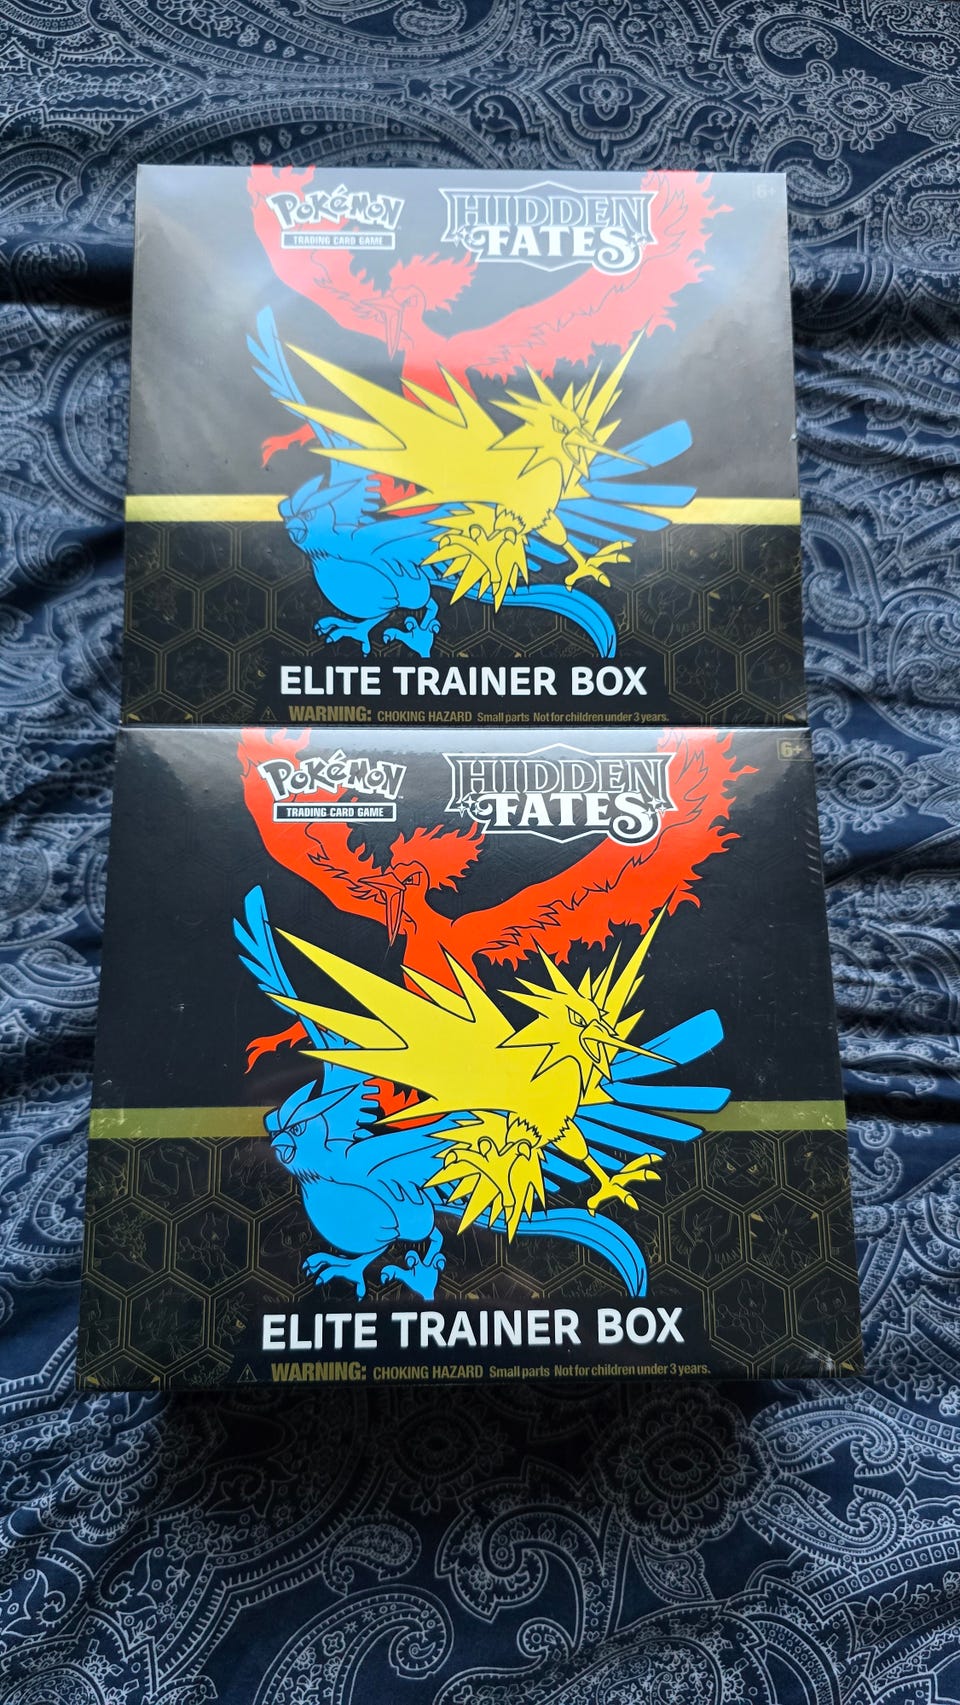 POKéMON
TRADING CARD GAME
HIDDEN
FATES
6+
ELITE TRAINER BOX
WARNING: CHOKING HAZARD Small parts Not for children under 3 years.
POKéMON
TRADING CARD GAME
HIDDEN
FATES
6+
ELITE TRAINER BOX
WARNING: CHOKING HAZARD Small parts Not for children under 3 years.